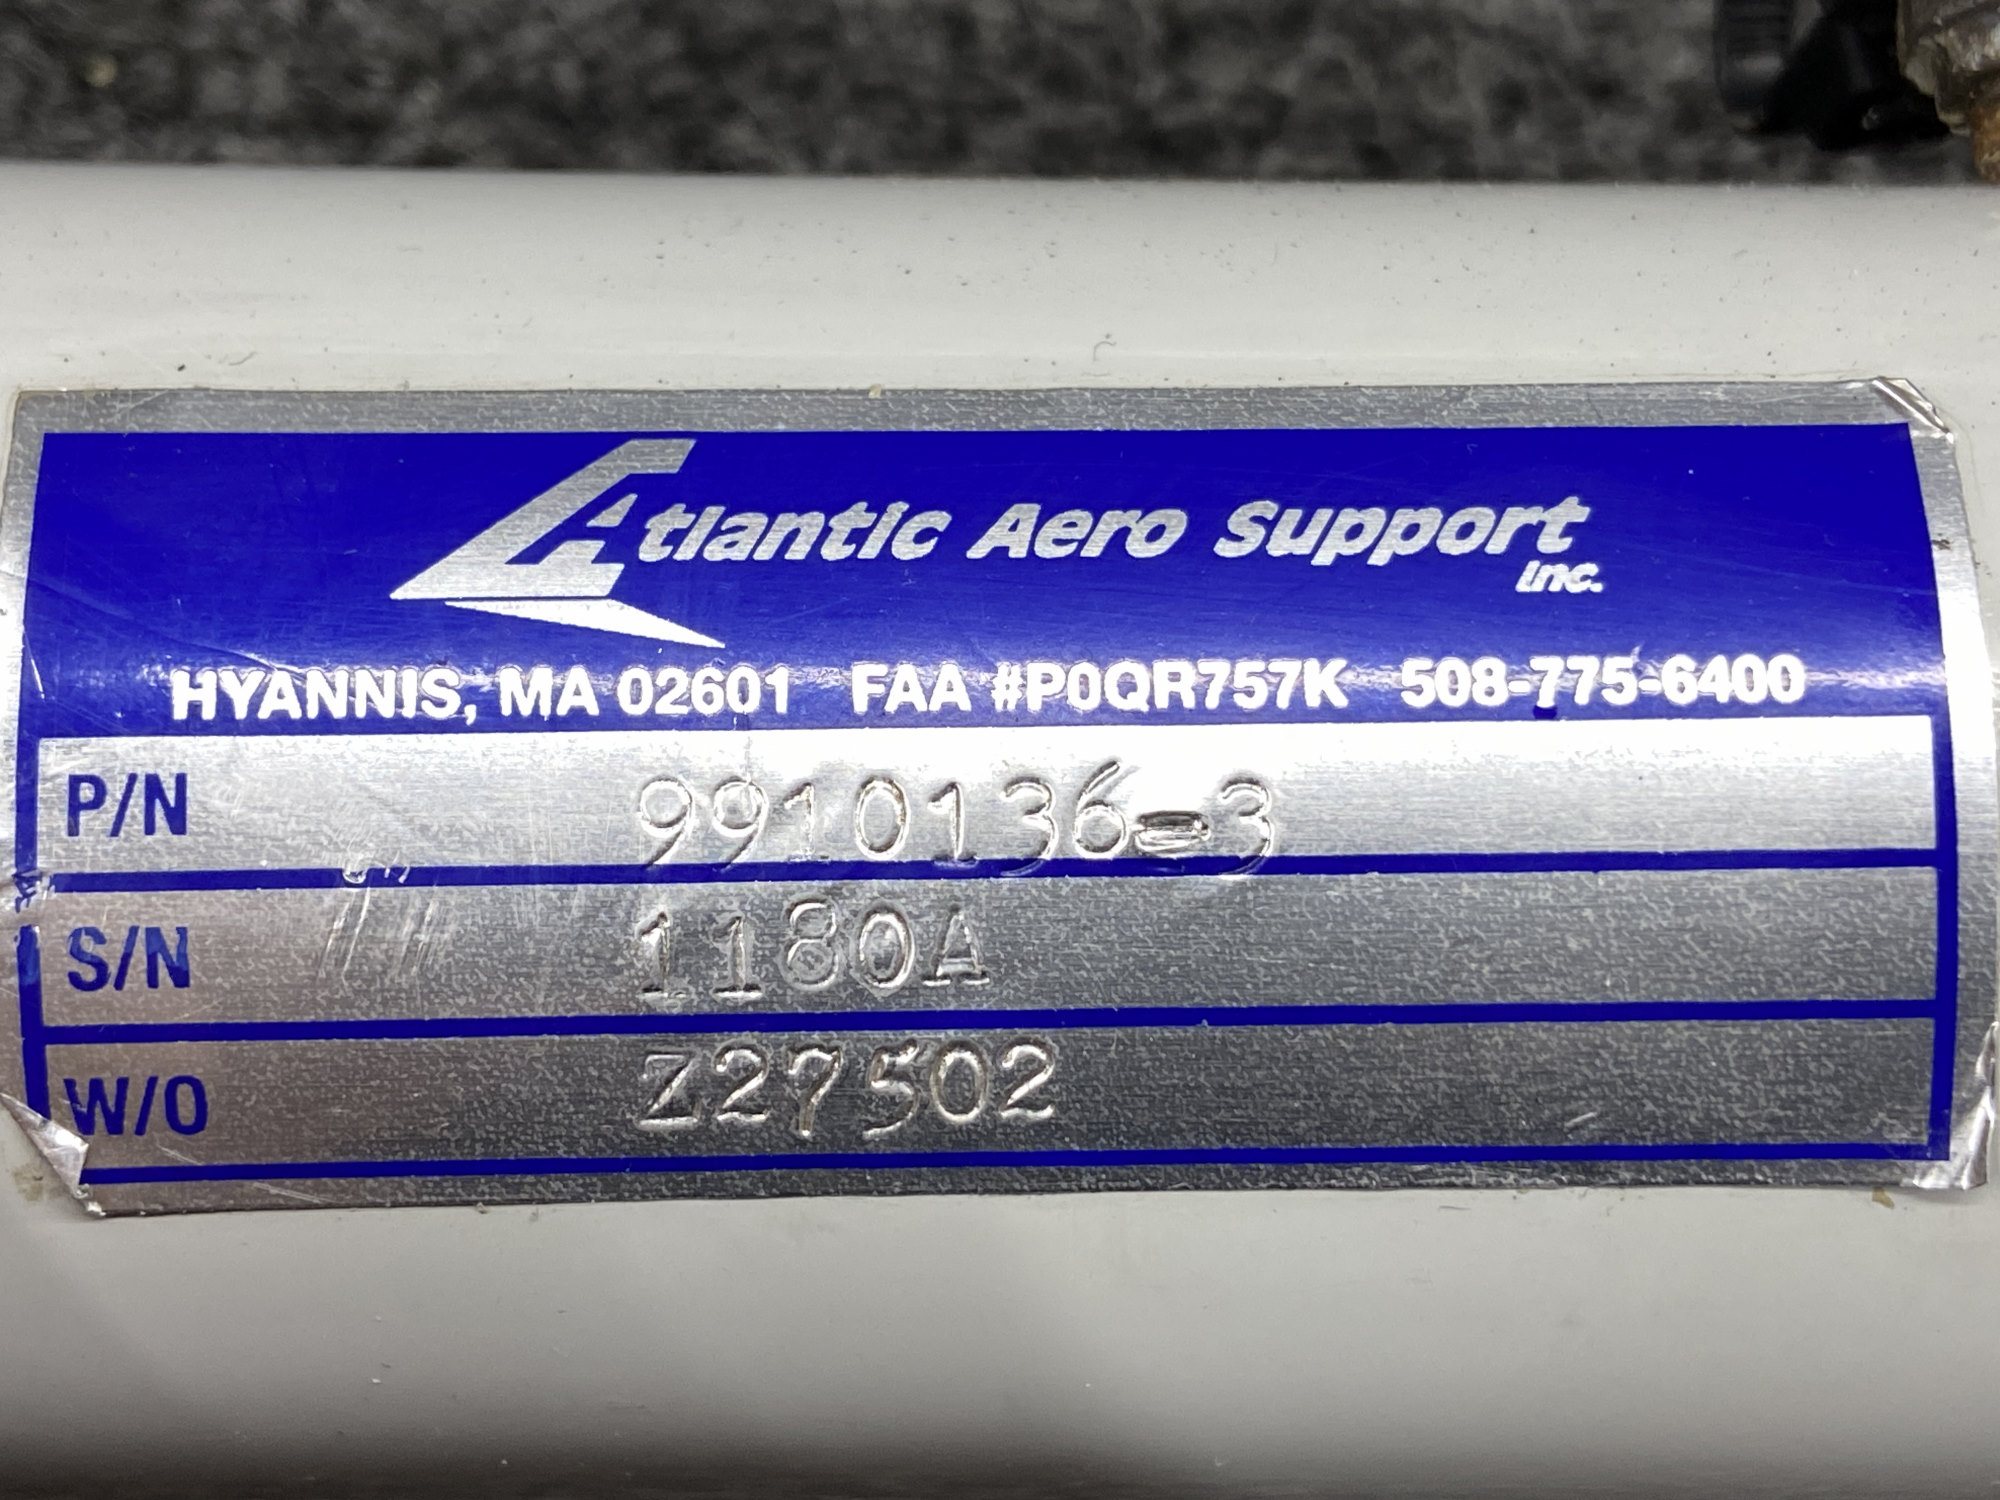 Atlantic Aero Support
Inc.
HYANNIS, MA 02601 FAA #P0QR757K 508-775-6400
P/N 9910136-3
S/N 1180A
W/O Z27502